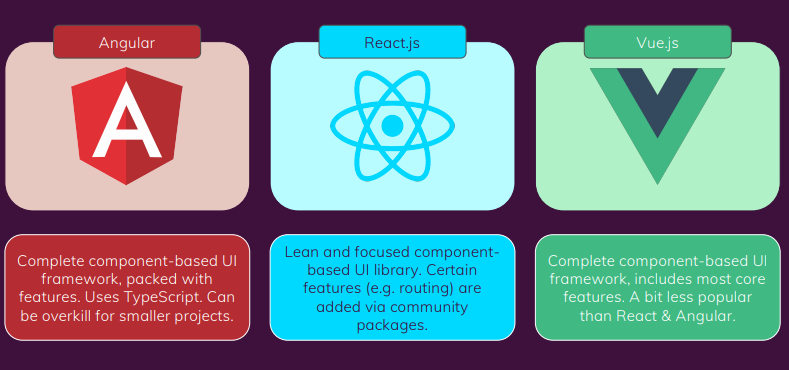 Angular
React.js
Vue.js
A
Complete component-based UI
framework, packed with
features. Uses TypeScript. Can
be overkill for smaller projects.
Lean and focused component-
based UI library. Certain
features (e.g. routing) are
added via community
packages.
Complete component-based UI
framework, includes most core
features. A bit less popular
than React & Angular.